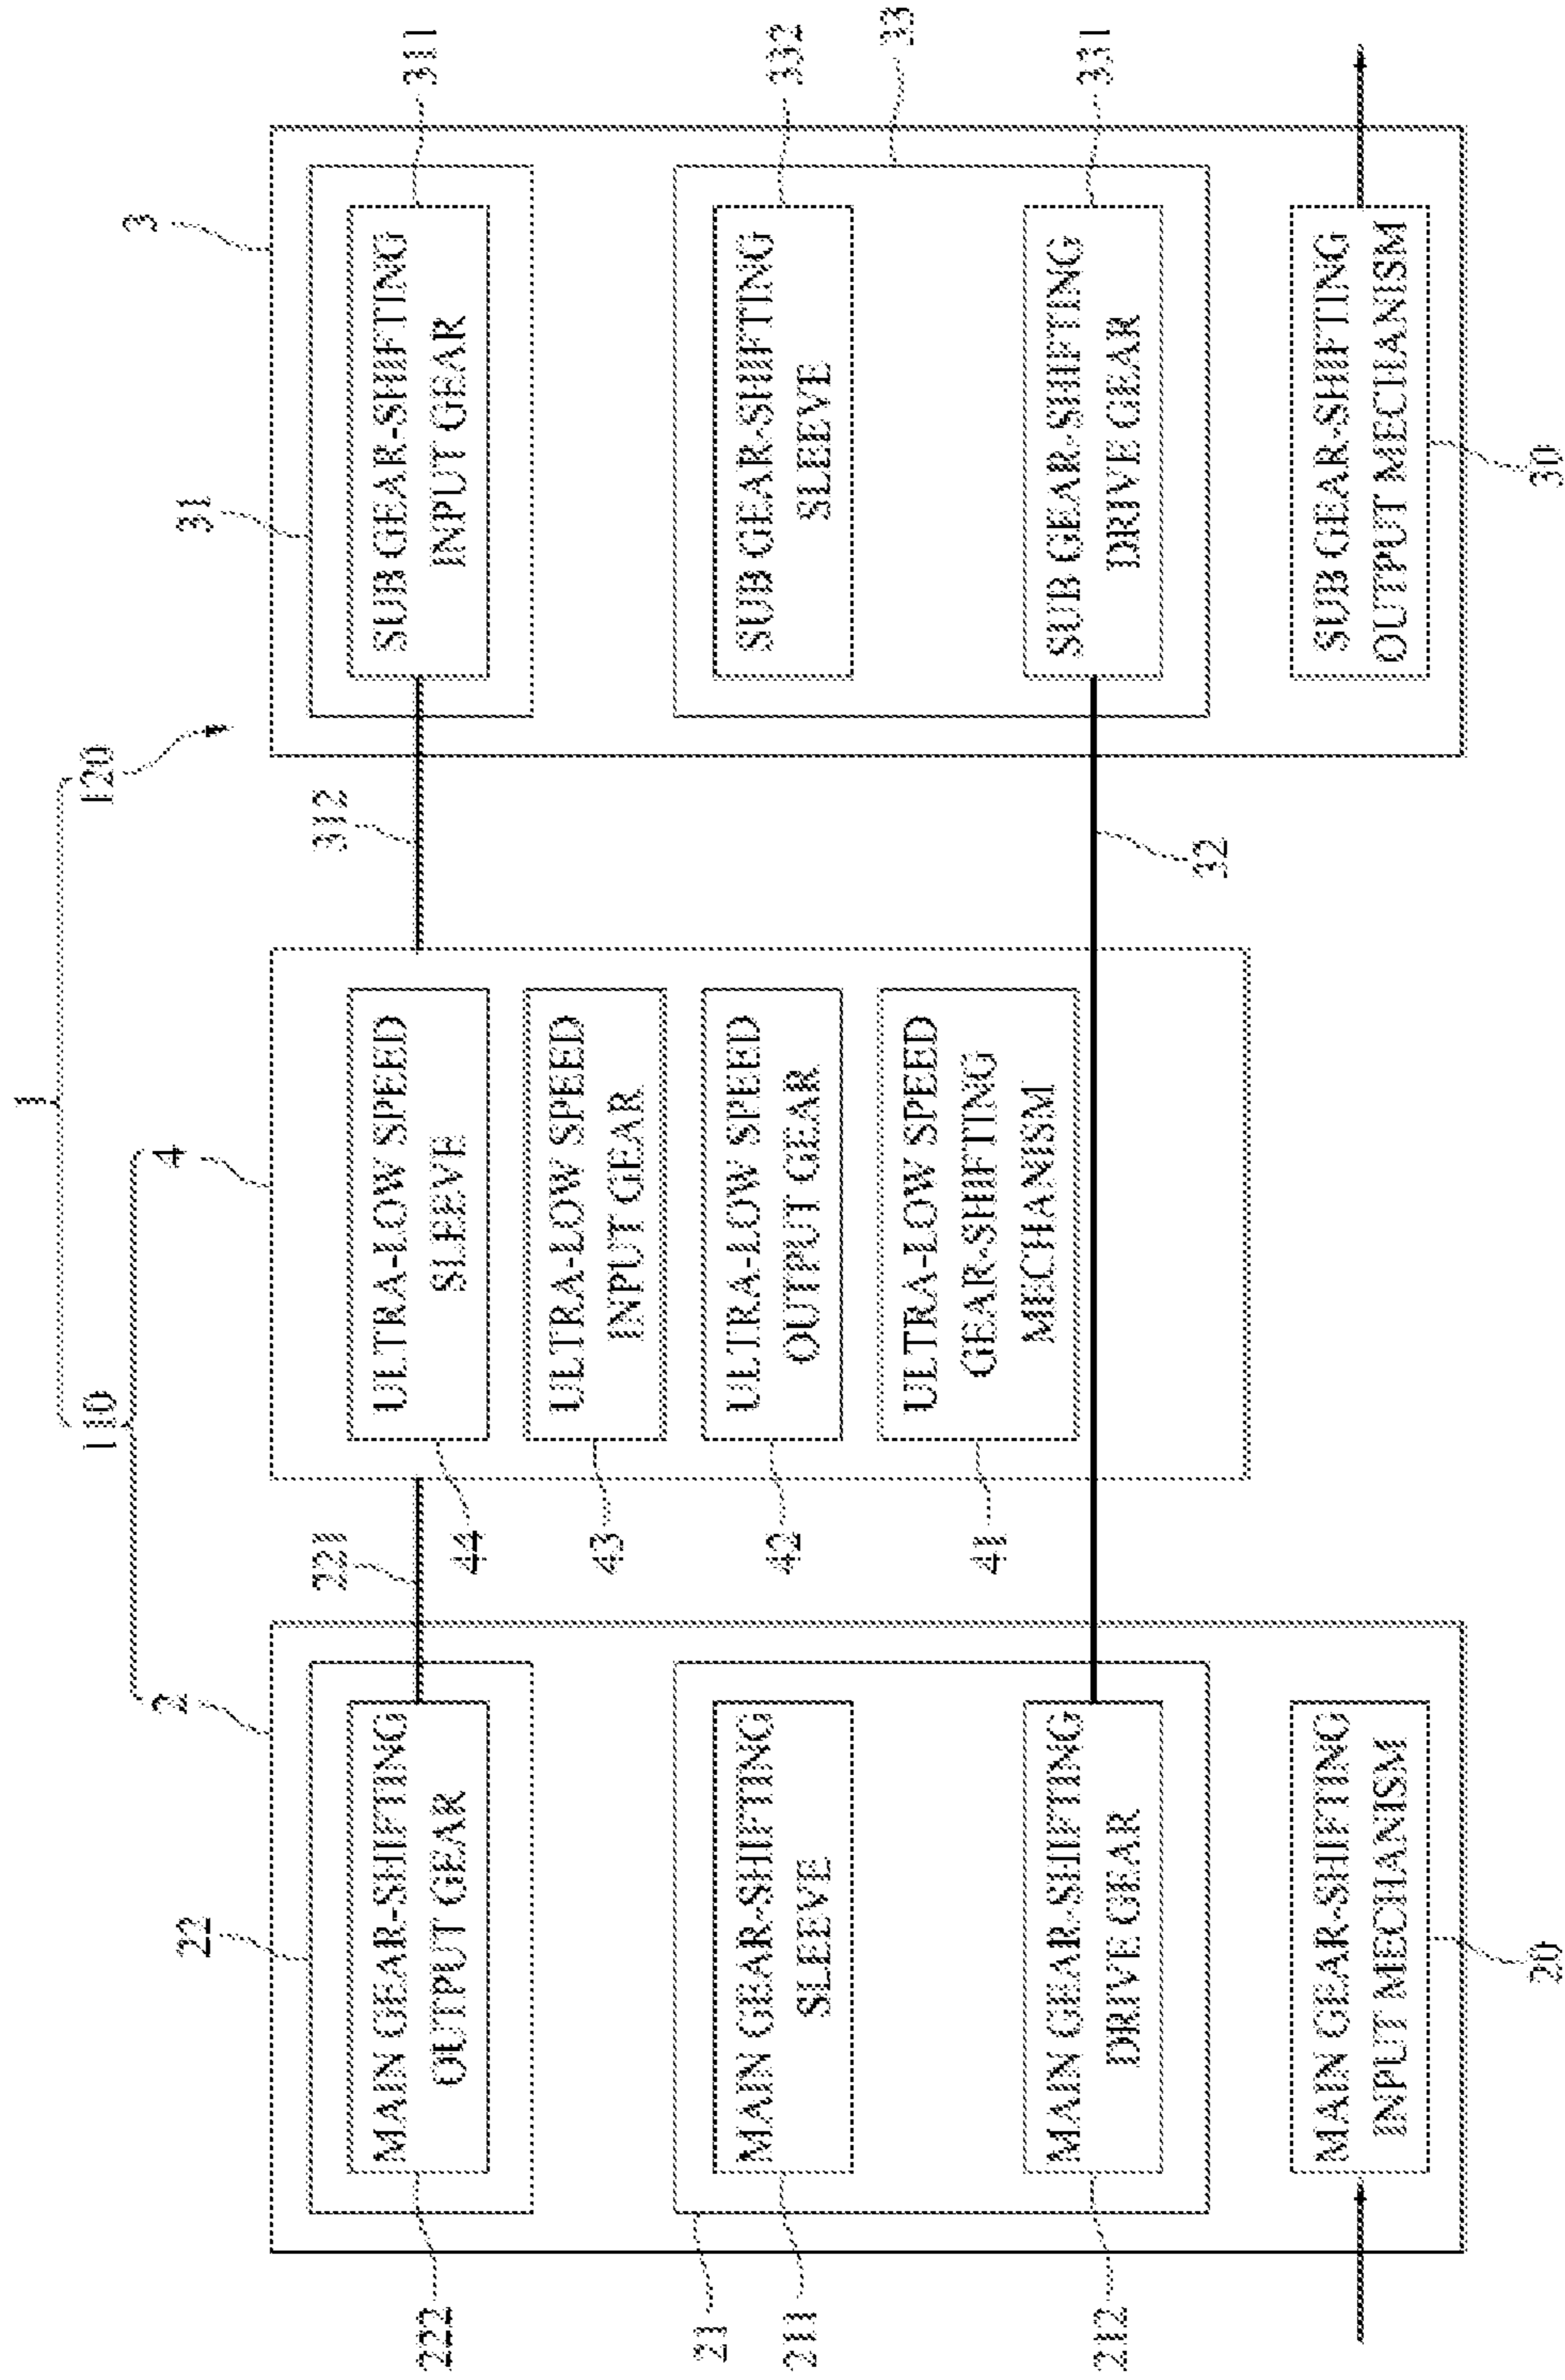 1
110
120
2
4
3
22
221
312
31
222
MAIN GEAR-SHIFTING
OUTPUT GEAR
44
ULTRA-LOW SPEED
SLEEVE
SUB GEAR-SHIFTING
INPUT GEAR
311
43
ULTRA-LOW SPEED
INPUT GEAR
21
211
MAIN GEAR-SHIFTING
SLEEVE
42
ULTRA-LOW SPEED
OUTPUT GEAR
SUB GEAR-SHIFTING
SLEEVE
332
33
41
ULTRA-LOW SPEED
GEAR-SHIFTING
MECHANISM
212
MAIN GEAR-SHIFTING
DRIVE GEAR
32
SUB GEAR-SHIFTING
DRIVE GEAR
331
MAIN GEAR-SHIFTING
INPUT MECHANISM
20
SUB GEAR-SHIFTING
OUTPUT MECHANISM
30